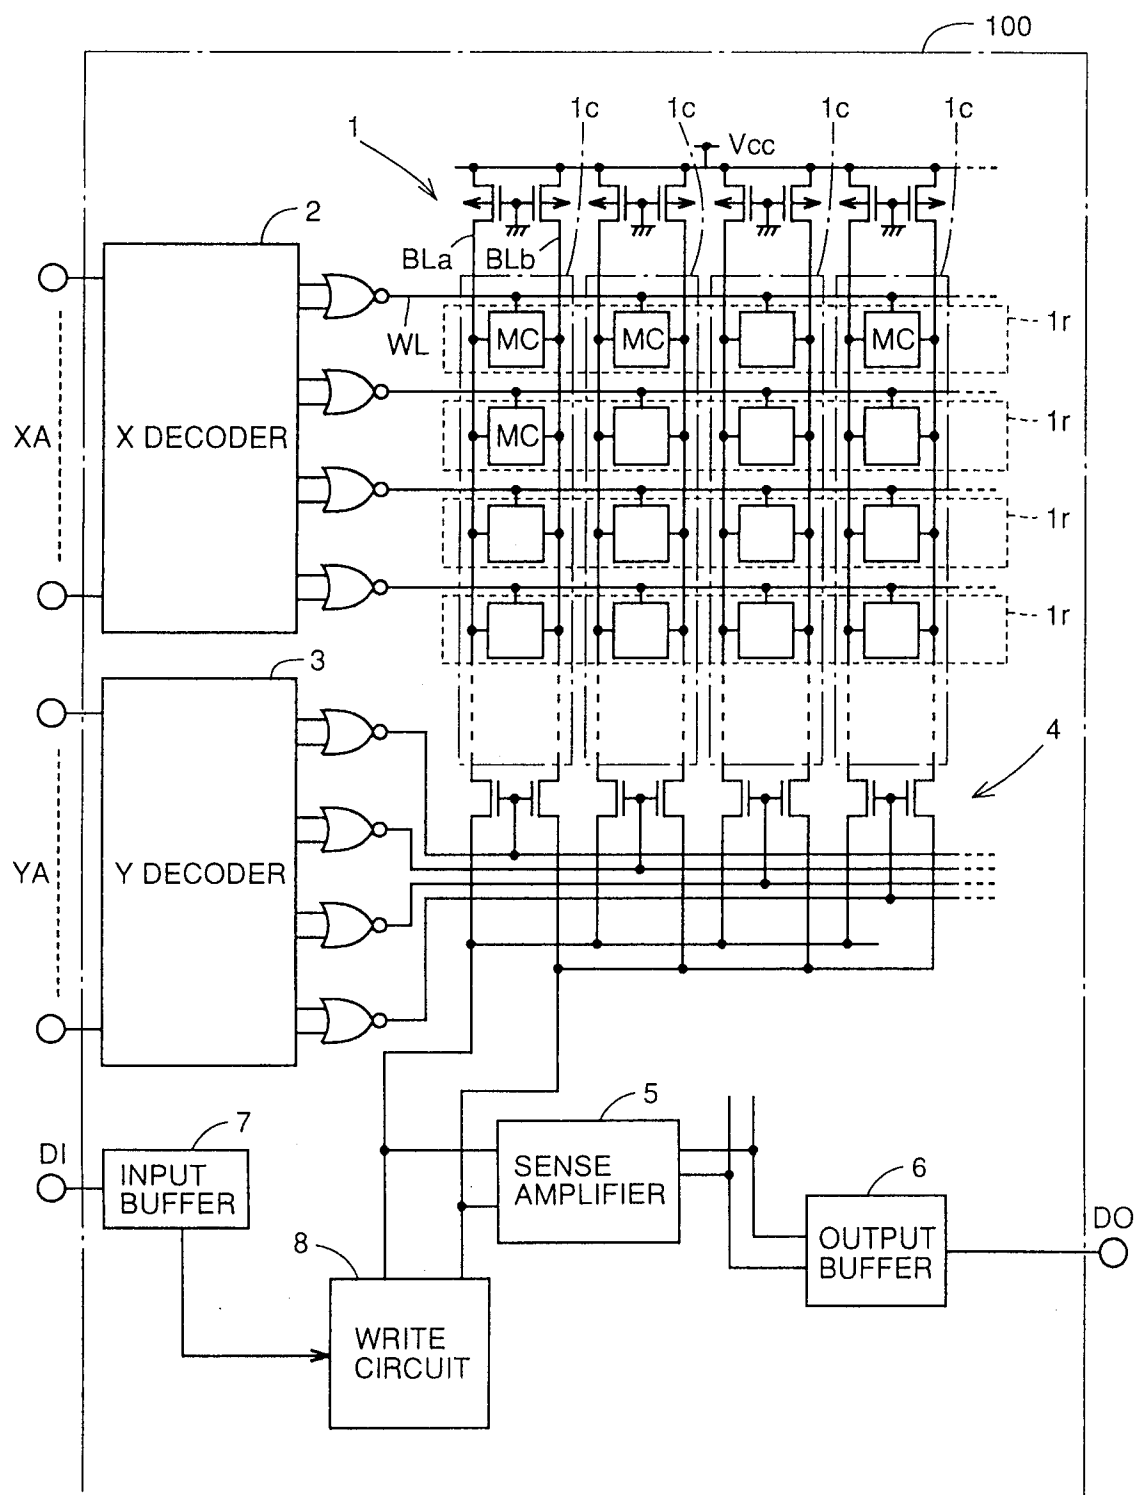 100
1c 1c 1c 1c
1
Vcc
2
BLa BLb
WL
MC MC MC
1r
XA
X DECODER
MC
1r
1r
1r
3
4
YA
Y DECODER
5
7
DI
INPUT
BUFFER
SENSE
AMPLIFIER
6
DO
8
OUTPUT
BUFFER
WRITE
CIRCUIT